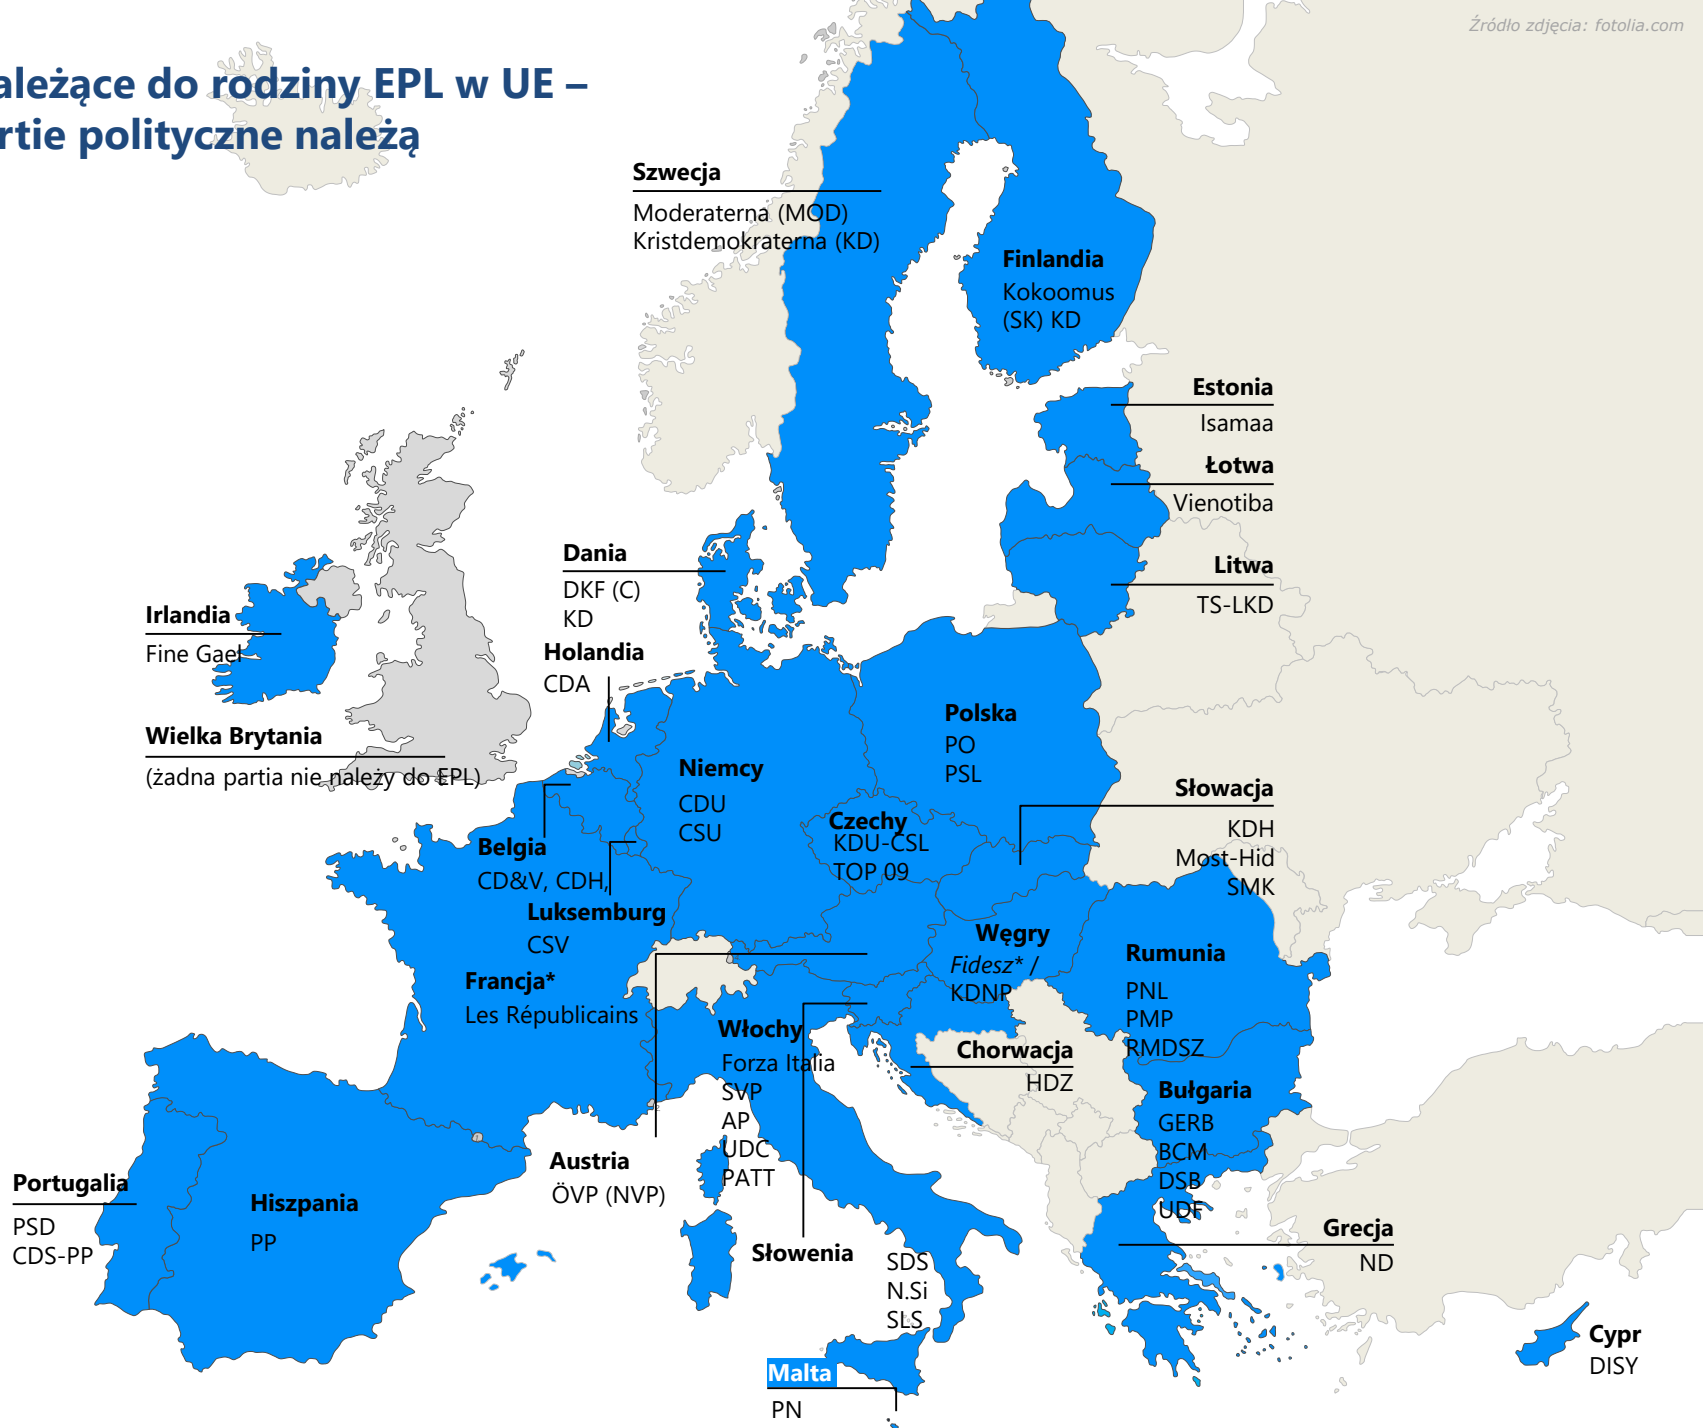 Źródło zdjęcia: fotolia.com
ależące do rodziny EPL w UE –
rtie polityczne należą
Szwecja
Moderaterna (MOD)
Kristdemokraterna (KD)
Finlandia
Kokoomus
(SK) KD
Estonia
Isamaa
Łotwa
Vienotiba
Litwa
TS-LKD
Dania
DKF (C)
KD
Irlandia
Fine Gael
Holandia
CDA
Wielka Brytania
(żadna partia nie należy do EPL)
Polska
PO
PSL
Niemcy
CDU
CSU
Słowacja
KDH
Most-Hid
SMK
Czechy
KDU-CSL
TOP 09
Belgia
CD&V, CDH,
Luksemburg
CSV
Francja*
Les Républicains
Węgry
Fidesz* /
KDNP
Rumunia
PNL
PMP
RMDSZ
Włochy
Forza Italia
SVP
AP
UDC
PATT
Chorwacja
HDZ
Bułgaria
GERB
BCM
DSB
UDF
Austria
ÖVP (NVP)
Portugalia
PSD
CDS-PP
Hiszpania
PP
Słowenia
SDS
N.Si
SLS
Grecja
ND
Malta
PN
Cypr
DISY